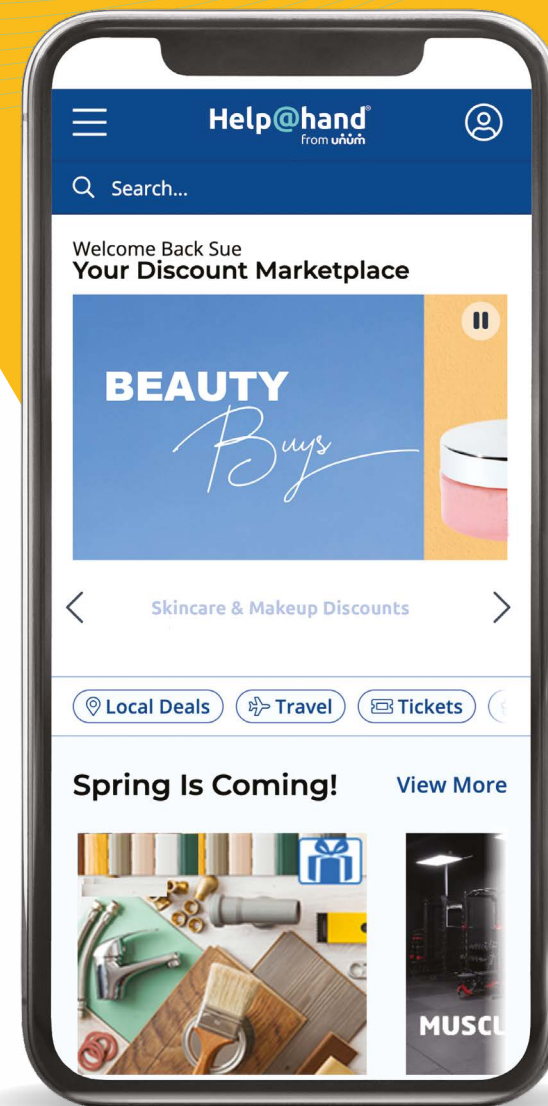 Help@hand®
from unum
Search...
Welcome Back Sue
Your Discount Marketplace
BEAUTY
Buys
Skincare & Makeup Discounts
Local Deals
Travel
Tickets
Spring Is Coming!
View More